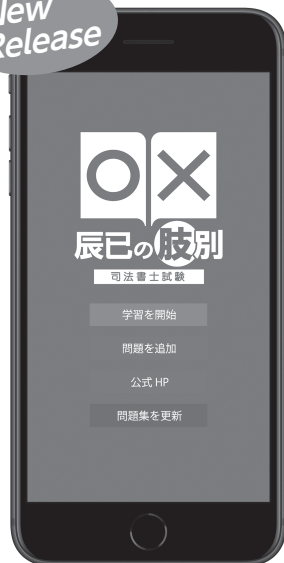 New
Release
○×
辰已の肢別
司法書士試験
学習を開始
問題を追加
公式 HP
問題集を更新